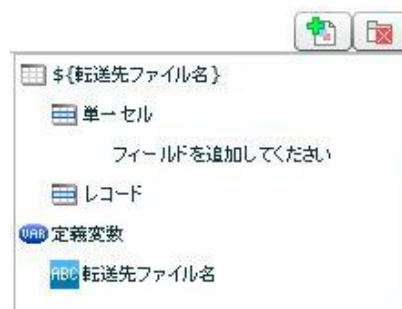 ${転送先ファイル名}
単一セル
フィールドを追加してください
レコード
VAR 定義変数
ABC 転送先ファイル名